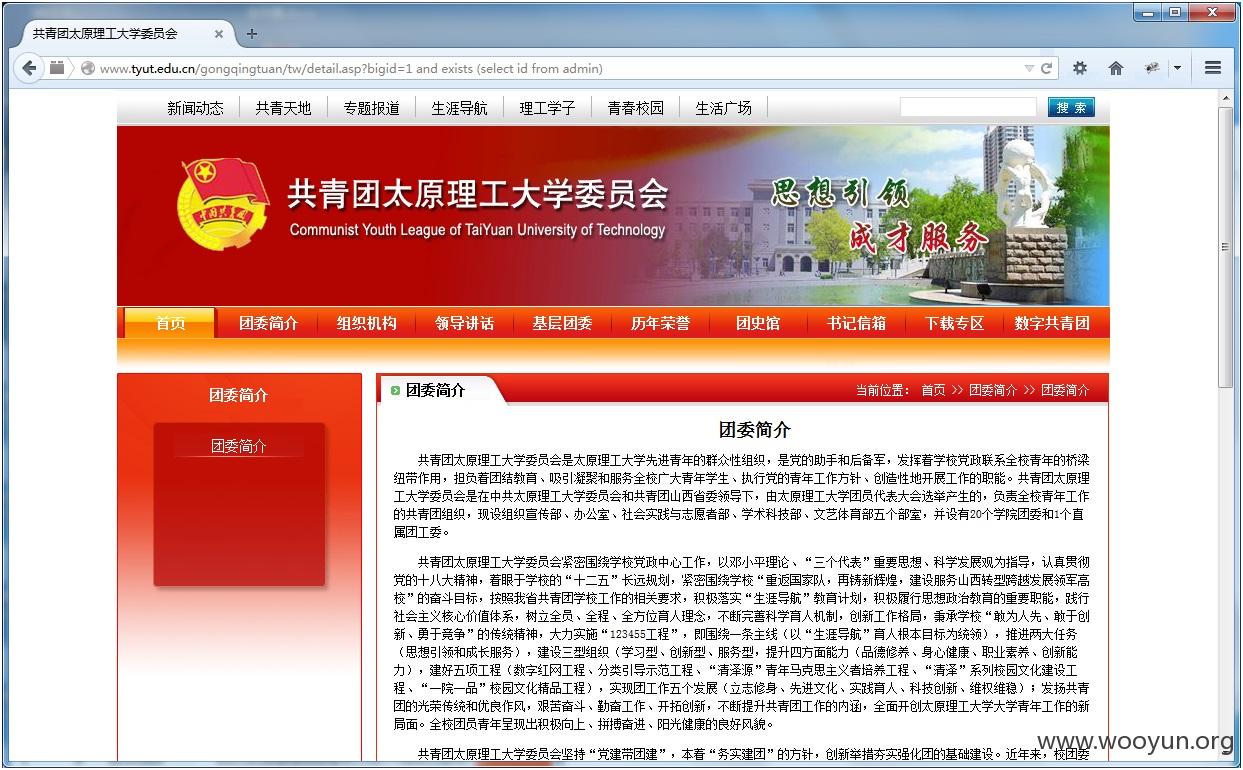 共青团太原理工大学委员会
www.tyut.edu.cn/gongqingtuan/tw/detail.asp?bigid=1 and exists (select id from admin)
新闻动态 共青天地 专题报道 生涯导航 理工学子 青春校园 生活广场 搜 索
共青团太原理工大学委员会
Communist Youth League of TaiYuan University of Technology
思想引领
成才服务
首页 团委简介 组织机构 领导讲话 基层团委 历年荣誉 团史馆 书记信箱 下载专区 数字共青团
团委简介
团委简介
团委简介 当前位置： 首页 >> 团委简介 >> 团委简介
团委简介
共青团太原理工大学委员会是太原理工大学先进青年的群众性组织，是党的助手和后备军，发挥着学校党政联系全校青年的桥梁
纽带作用，担负着团结教育、吸引凝聚和服务全校广大青年学生、执行党的青年工作方针、创造性地开展工作的职能。共青团太原理
工大学委员会是在中共太原理工大学委员会和共青团山西省委领导下，由太原理工大学团员代表大会选举产生的，负责全校青年工作
的共青团组织，现设组织宣传部、办公室、社会实践与志愿者部、学术科技部、文艺体育部五个部室，并设有20个学院团委和1个直
属团工委。
共青团太原理工大学委员会紧密围绕学校党政中心工作，以邓小平理论、“三个代表”重要思想、科学发展观为指导，认真贯彻
党的十八大精神，着眼于学校的“十二五”长远规划，紧密围绕学校“重返国家队，再铸新辉煌，建设服务山西转型跨越发展领军高
校”的奋斗目标，按照我省共青团学校工作的相关要求，积极落实“生涯导航”教育计划，积极履行思想政治教育的重要职能，践行
社会主义核心价值体系，树立全员、全程、全方位育人理念，不断完善科学育人机制，创新工作格局，秉承学校“敢为人先、敢于创
新、勇于竞争”的传统精神，大力实施“123455工程”，即围绕一条主线（以“生涯导航”育人根本目标为统领），推进两大任务
（思想引领和成长服务），建设三型组织（学习型、创新型、服务型，提升四方面能力（品德修养、身心健康、职业素养、创新能
力），建好五项工程（数字红网工程、分类引导示范工程、“清泽源”青年马克思主义者培养工程、“清泽”系列校园文化建设工
程、“一院一品”校园文化精品工程），实现团工作五个发展（立志修身、先进文化、实践育人、科技创新、维权维稳）；发扬共青
团的光荣传统和优良作风，艰苦奋斗、勤奋工作、开拓创新，不断提升共青团工作的内涵，全面开创太原理工大学大学青年工作的新
局面。全校团员青年呈现出积极向上、拼搏奋进、阳光健康的良好风貌。
共青团太原理工大学委员会坚持“党建带团建”，本着“务实建团”的方针，创新举措夯实强化团的基础建设。近年来，校团委
www.wooyun.org